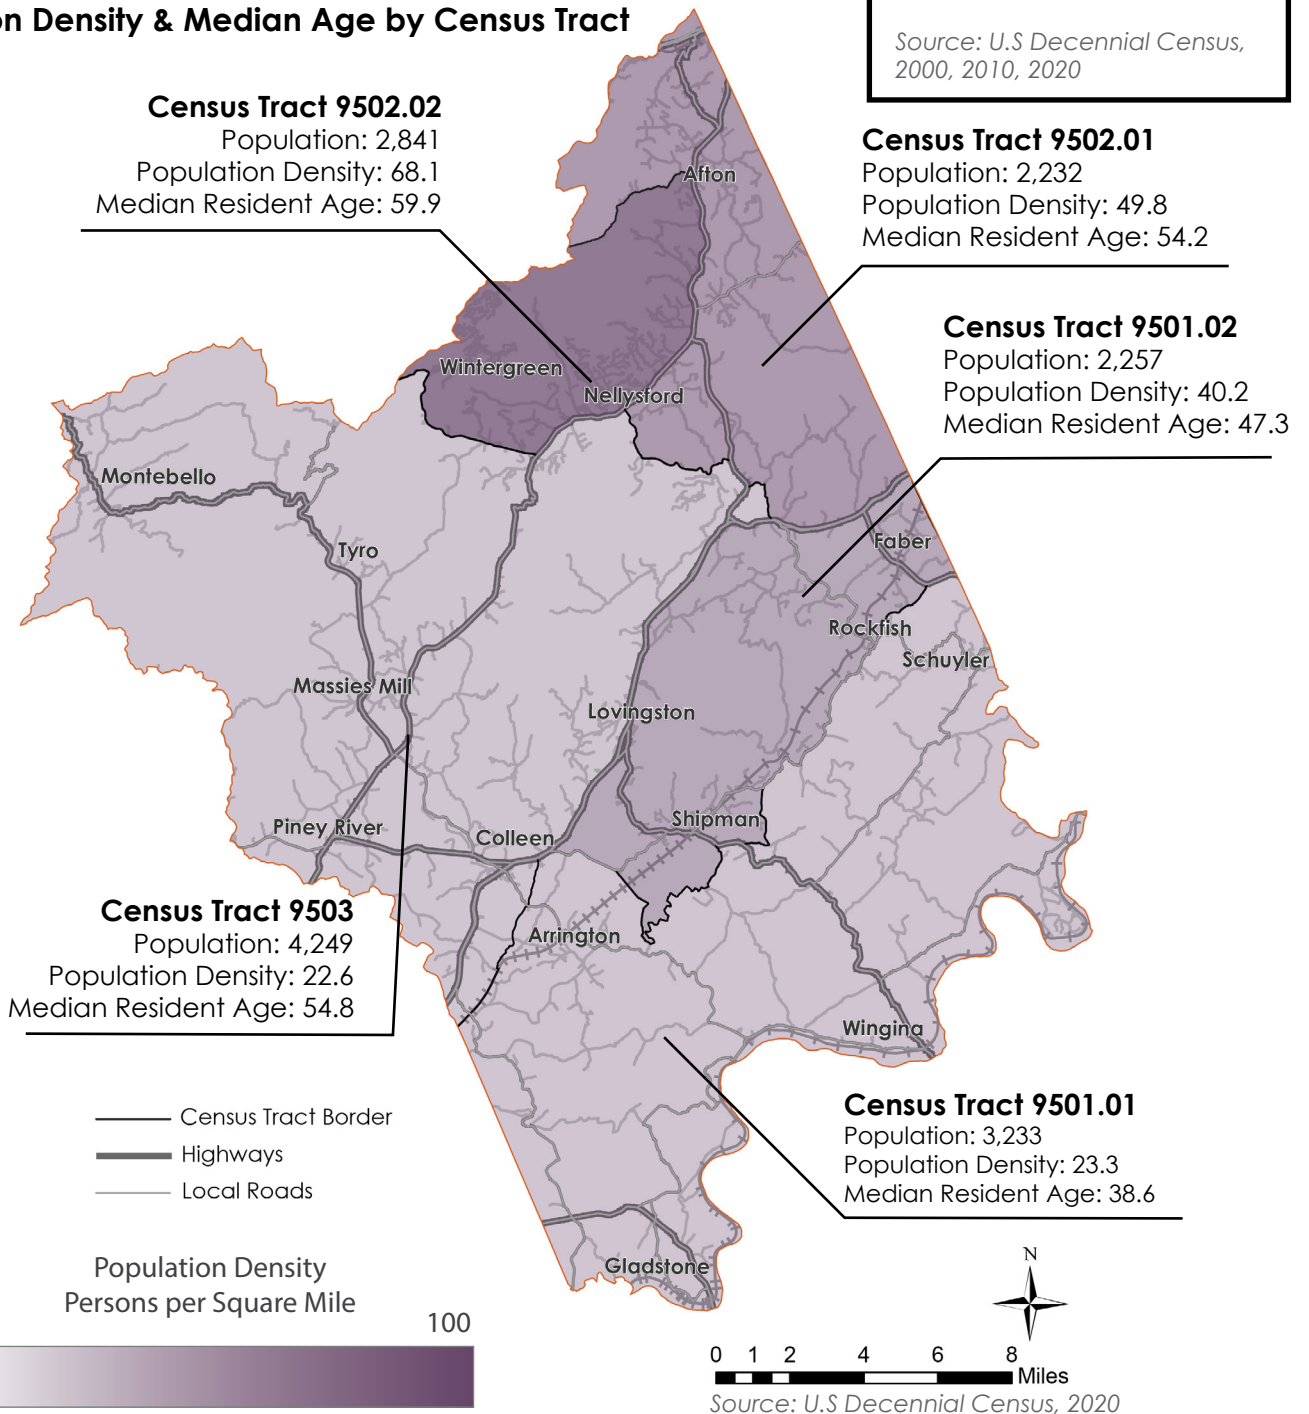 on Density & Median Age by Census Tract
Source: U.S Decennial Census,
2000, 2010, 2020
Census Tract 9502.02
Population: 2,841
Population Density: 68.1
Median Resident Age: 59.9
Census Tract 9502.01
Population: 2,232
Population Density: 49.8
Median Resident Age: 54.2
Census Tract 9501.02
Population: 2,257
Population Density: 40.2
Median Resident Age: 47.3
Afton
Wintergreen
Nellysford
Montebello
Tyro
Faber
Rockfish
Schuyler
Massies Mill
Lovingston
Piney River
Colleen
Shipman
Arrington
Wingina
Gladstone
Census Tract 9503
Population: 4,249
Population Density: 22.6
Median Resident Age: 54.8
Census Tract 9501.01
Population: 3,233
Population Density: 23.3
Median Resident Age: 38.6
Census Tract Border
Highways
Local Roads
Population Density
Persons per Square Mile
100
N
0 1 2 4 6 8
Miles
Source: U.S Decennial Census, 2020